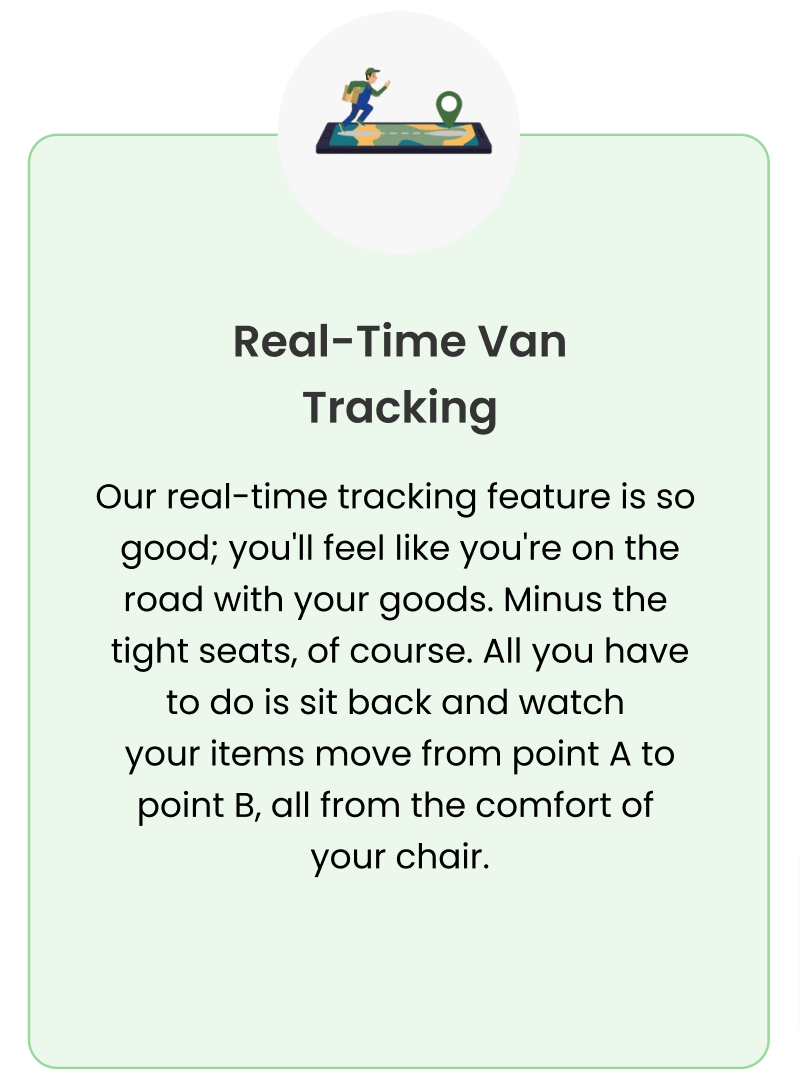 Real-Time Van
Tracking
Our real-time tracking feature is so
good; you'll feel like you're on the
road with your goods. Minus the
tight seats, of course. All you have
to do is sit back and watch
your items move from point A to
point B, all from the comfort of
your chair.